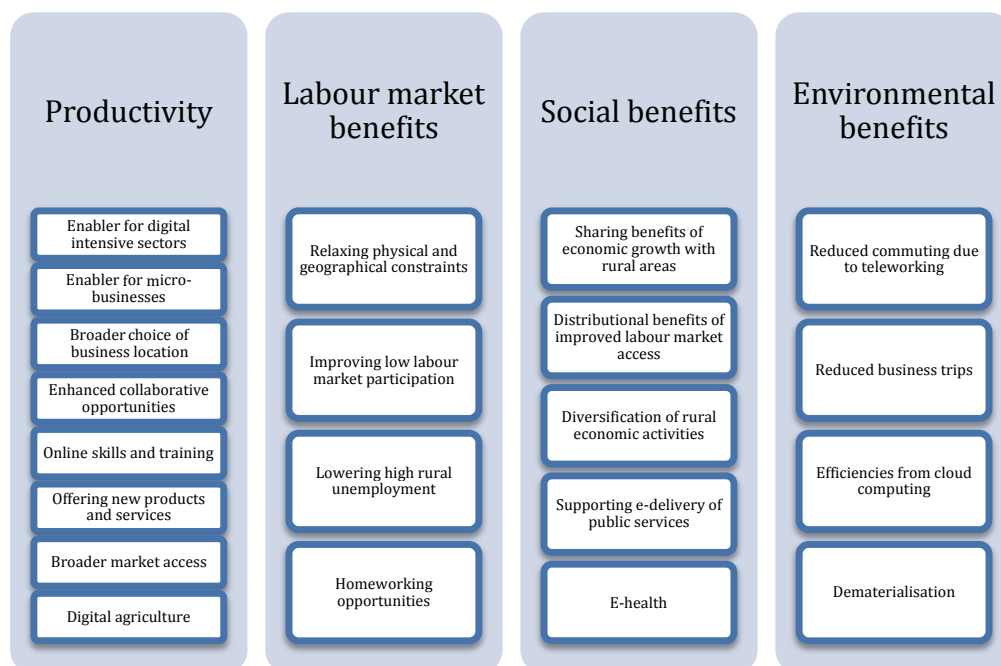 Productivity
Enabler for digital
intensive sectors
Enabler for micro-
businesses
Broader choice of
business location
Enhanced collaborative
opportunities
Online skills and training
Offering new products
and services
Broader market access
Digital agriculture
Labour market
benefits
Relaxing physical and
geographical constraints
Improving low labour
market participation
Lowering high rural
unemployment
Homeworking
opportunities
Social benefits
Sharing benefits of
economic growth with
rural areas
Distributional benefits of
improved labour market
access
Diversification of rural
economic activities
Supporting e-delivery of
public services
E-health
Environmental
benefits
Reduced commuting due
to teleworking
Reduced business trips
Efficiencies from cloud
computing
Dematerialisation